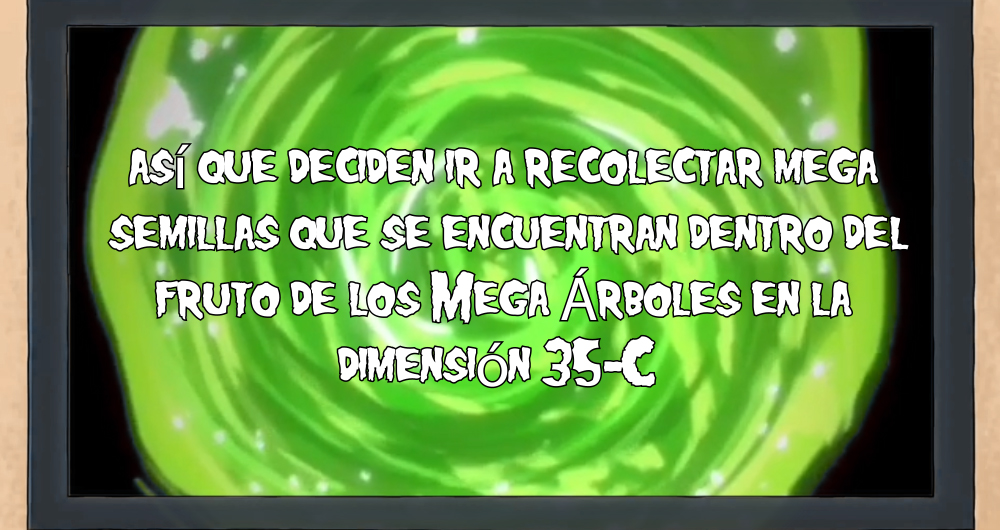 así que deciden ir a recolectar mega
semillas que se encuentran dentro del
fruto de los Mega Árboles en la
dimensión 35-C